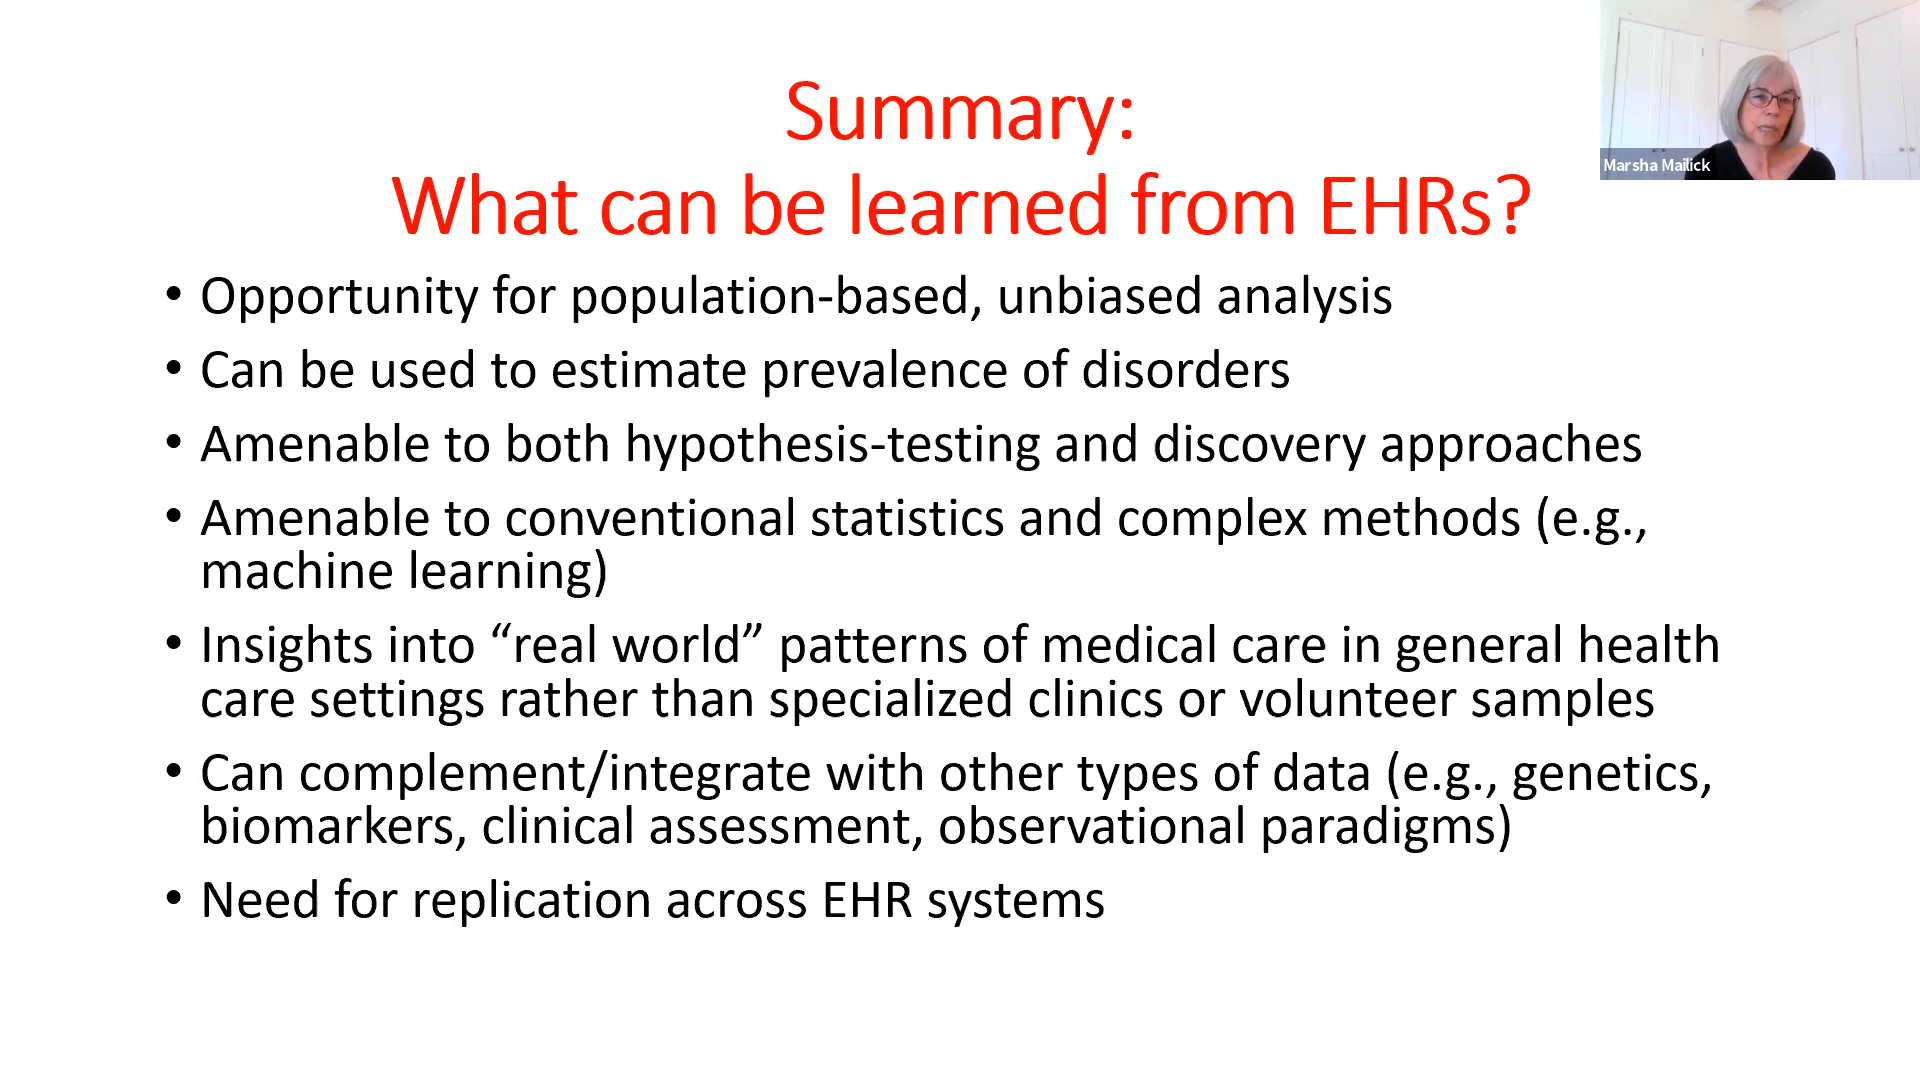 Summary:
What can be learned from EHRs?
Marsha Mailick
• Opportunity for population-based, unbiased analysis
• Can be used to estimate prevalence of disorders
• Amenable to both hypothesis-testing and discovery approaches
• Amenable to conventional statistics and complex methods (e.g.,
machine learning)
• Insights into “real world” patterns of medical care in general health
care settings rather than specialized clinics or volunteer samples
• Can complement/integrate with other types of data (e.g., genetics,
biomarkers, clinical assessment, observational paradigms)
• Need for replication across EHR systems